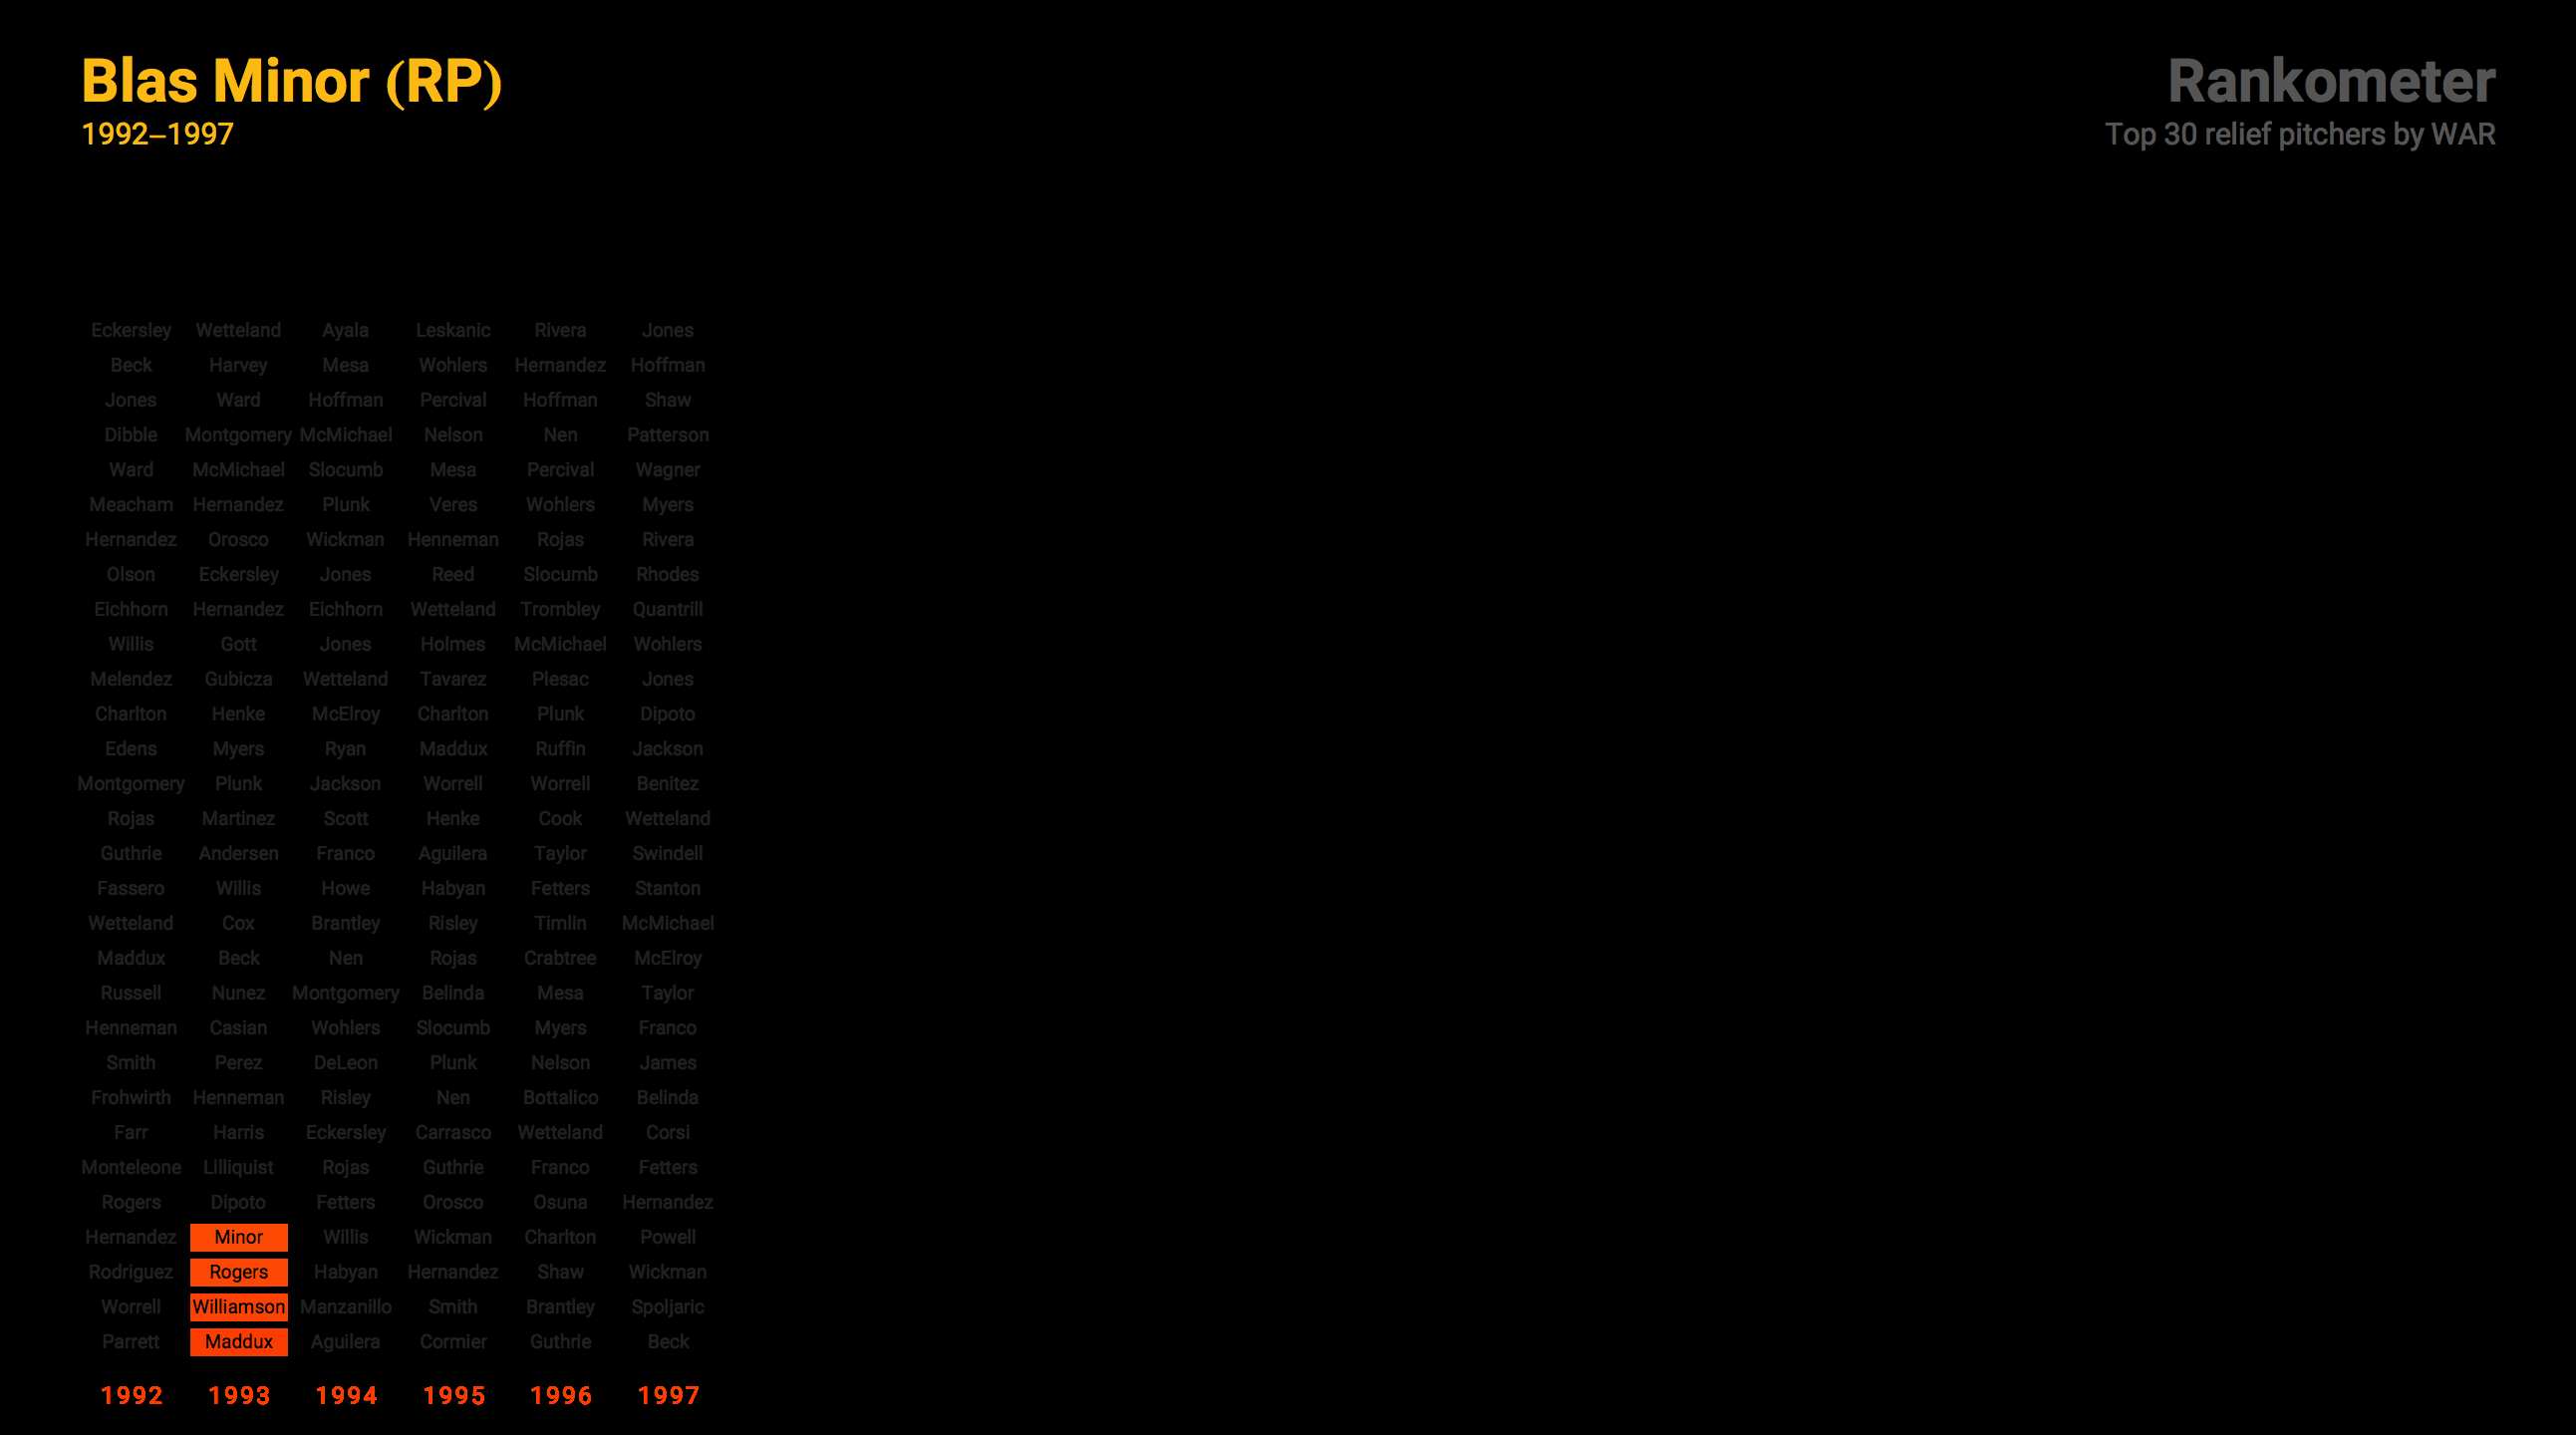 Blas Minor (RP)
1992–1997
Rankometer
Top 30 relief pitchers by WAR
Eckersley Wetteland Ayala Leskanic Rivera Jones
Beck Harvey Mesa Wohlers Hernandez Hoffman
Jones Ward Hoffman Percival Hoffman Shaw
Dibble Montgomery McMichael Nelson Nen Patterson
Ward McMichael Slocumb Mesa Percival Wagner
Meacham Hernandez Plunk Veres Wohlers Myers
Hernandez Orosco Wickman Henneman Rojas Rivera
Olson Eckersley Jones Reed Slocumb Rhodes
Eichhorn Hernandez Eichhorn Wetteland Trombley Quantrill
Willis Gott Jones Holmes McMichael Wohlers
Melendez Gubicza Wetteland Tavarez Plesac Jones
Charlton Henke McElroy Charlton Plunk Dipoto
Edens Myers Ryan Maddux Ruffin Jackson
Montgomery Plunk Jackson Worrell Worrell Benitez
Rojas Martinez Scott Henke Cook Wetteland
Guthrie Andersen Franco Aguilera Taylor Swindell
Fassero Willis Howe Habyan Fetters Stanton
Wetteland Cox Brantley Risley Timlin McMichael
Maddux Beck Nen Rojas Crabtree McElroy
Russell Nunez Montgomery Belinda Mesa Taylor
Henneman Casian Wohlers Slocumb Myers Franco
Smith Perez DeLeon Plunk Nelson James
Frohwirth Henneman Risley Nen Bottalico Belinda
Farr Harris Eckersley Carrasco Wetteland Corsi
Monteleone Lilliquist Rojas Guthrie Franco Fetters
Rogers Dipoto Fetters Orosco Osuna Hernandez
Hernandez Minor Willis Wickman Charlton Powell
Rodriguez Rogers Habyan Hernandez Shaw Wickman
Worrell Williamson Manzanillo Smith Brantley Spoljaric
Parrett Maddux Aguilera Cormier Guthrie Beck
1992 1993 1994 1995 1996 1997